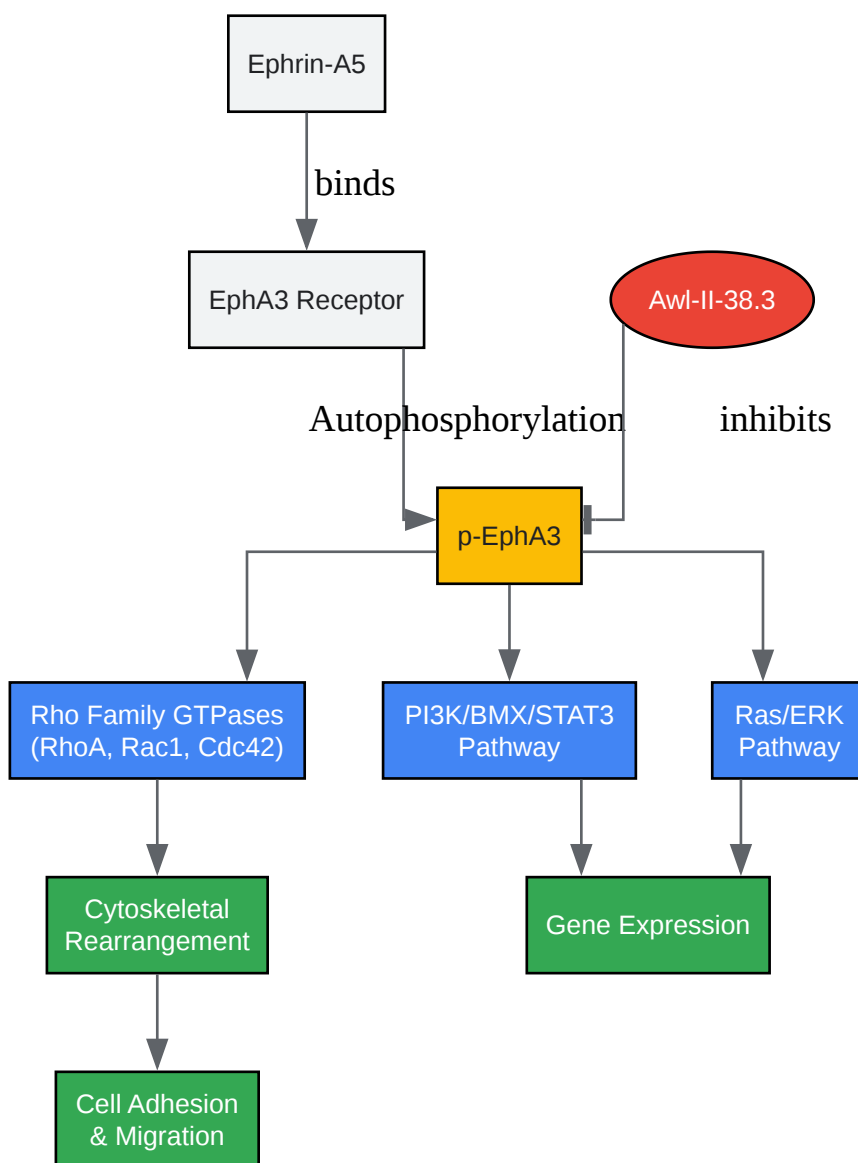 Ephrin-A5
binds
EphA3 Receptor
Awl-II-38.3
Autophosphorylation
inhibits
p-EphA3
Rho Family GTPases
(RhoA, Rac1, Cdc42)
PI3K/BMX/STAT3
Pathway
Ras/ERK
Pathway
Cytoskeletal
Rearrangement
Gene Expression
Cell Adhesion
& Migration